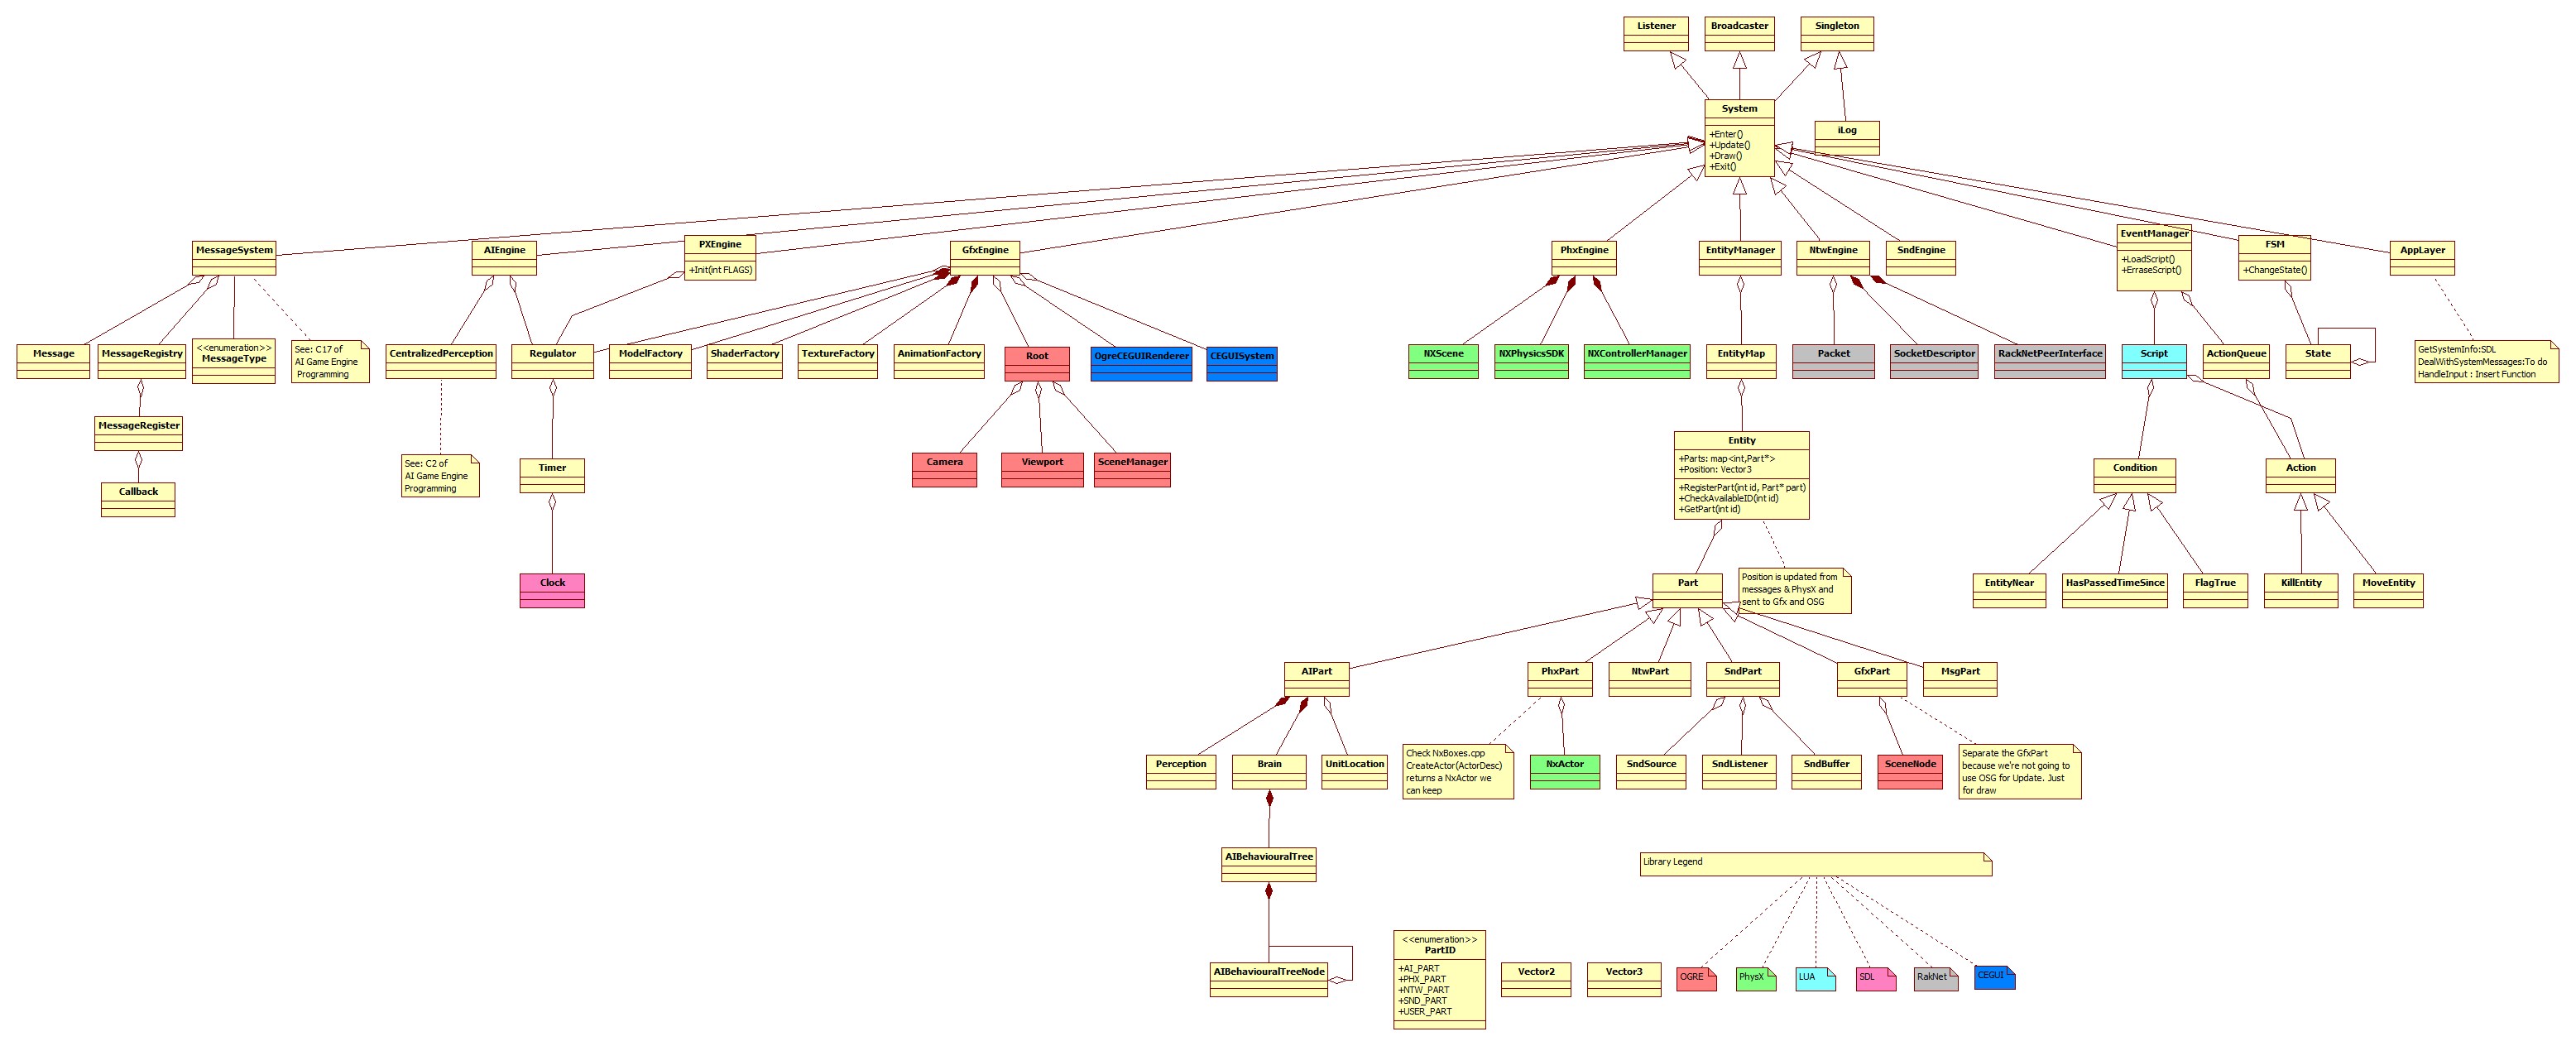 Listener
Broadcaster
Singleton
System
+Enter()
+Update()
+Draw()
+Exit()
iLog
MessageSystem
AIEngine
PXEngine
+Init(int FLAGS)
GfxEngine
PhxEngine
EntityManager
NtwEngine
SndEngine
EventManager
+LoadScript()
+ErraseScript()
FSM
+ChangeState()
AppLayer
Message
MessageRegistry
<<enumeration>>
MessageType
See: C17 of
AI Game Engine
Programming
CentralizedPerception
Regulator
ModelFactory
ShaderFactory
TextureFactory
AnimationFactory
Root
OgreCEGUIRenderer
CEGUISystem
NXScene
NXPhysicsSDK
NXControllerManager
EntityMap
Packet
SocketDescriptor
RackNetPeerInterface
Script
ActionQueue
State
GetSystemInfo:SDL
DealWithSystemMessages:To do
HandleInput : Insert Function
MessageRegister
Callback
See: C2 of
AI Game Engine
Programming
Timer
Clock
Camera
Viewport
SceneManager
Entity
+Parts: map<int,Part*>
+Position: Vector3
+RegisterPart(int id, Part* part)
+CheckAvailableID(int id)
+GetPart(int id)
Condition
Action
Part
Position is updated from
messages & PhysX and
sent to Gfx and OSG
EntityNear
HasPassedTimeSince
FlagTrue
KillEntity
MoveEntity
AIPart
PhxPart
NtwPart
SndPart
GfxPart
MsgPart
Perception
Brain
UnitLocation
Check NxBoxes.cpp
CreateActor(ActorDesc)
returns a NxActor we
can keep
NxActor
SndSource
SndListener
SndBuffer
SceneNode
Separate the GfxPart
because we're not going to
use OSG for Update. Just
for draw
AIBehaviouralTree
Library Legend
AIBehaviouralTreeNode
<<enumeration>>
PartID
+AI_PART
+PHX_PART
+NTW_PART
+SND_PART
+USER_PART
Vector2
Vector3
OGRE
PhysX
LUA
SDL
RakNet
CEGUI